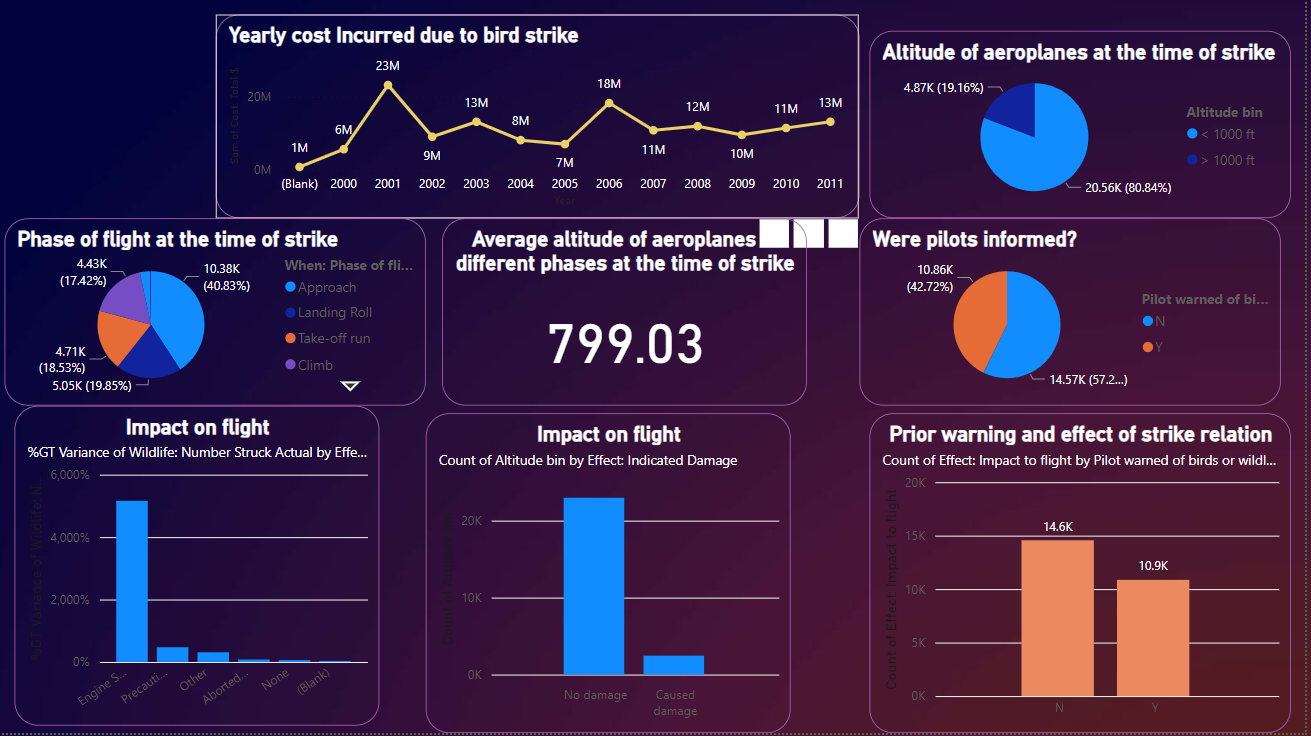 Yearly cost Incurred due to bird strike
Sum of Cost: Total $
20M
0M
1M
6M
23M
9M
13M
8M
7M
18M
11M
12M
10M
11M
13M
(Blank) 2000 2001 2002 2003 2004 2005 2006 2007 2008 2009 2010 2011
Year
Altitude of aeroplanes at the time of strike
4.87K (19.16%)
20.56K (80.84%)
Altitude bin
< 1000 ft
> 1000 ft
Phase of flight at the time of strike
4.43K
(17.42%)
10.38K
(40.83%)
4.71K
(18.53%)
5.05K (19.85%)
When: Phase of fli...
Approach
Landing Roll
Take-off run
Climb
Average altitude of aeroplanes
different phases at the time of strike
799.03
Were pilots informed?
10.86K
(42.72%)
14.57K (57.2...)
Pilot warned of bi...
N
Y
Impact on flight
%GT Variance of Wildlife: Number Struck Actual by Effe...
%GT Variance of Wildlife: N...
6,000%
4,000%
2,000%
0%
Engine S...
Precauti...
Other
Aborted...
None
(Blank)
Impact on flight
Count of Altitude bin by Effect: Indicated Damage
20K
10K
0K
No damage
Caused
damage
Prior warning and effect of strike relation
Count of Effect: Impact to flight by Pilot warned of birds or wildl...
Count of Effect: Impact to flight
20K
15K
10K
5K
0K
14.6K
10.9K
N
Y